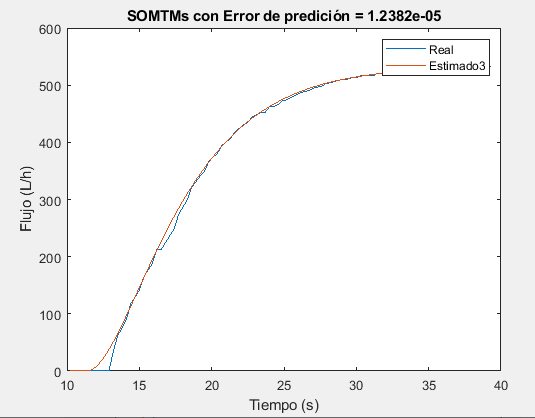 SOMTMs con Error de predición = 1.2382e-05
600
500
400
300
200
100
0
Flujo (L/h)
Real
Estimado3
10 15 20 25 30 35 40
Tiempo (s)